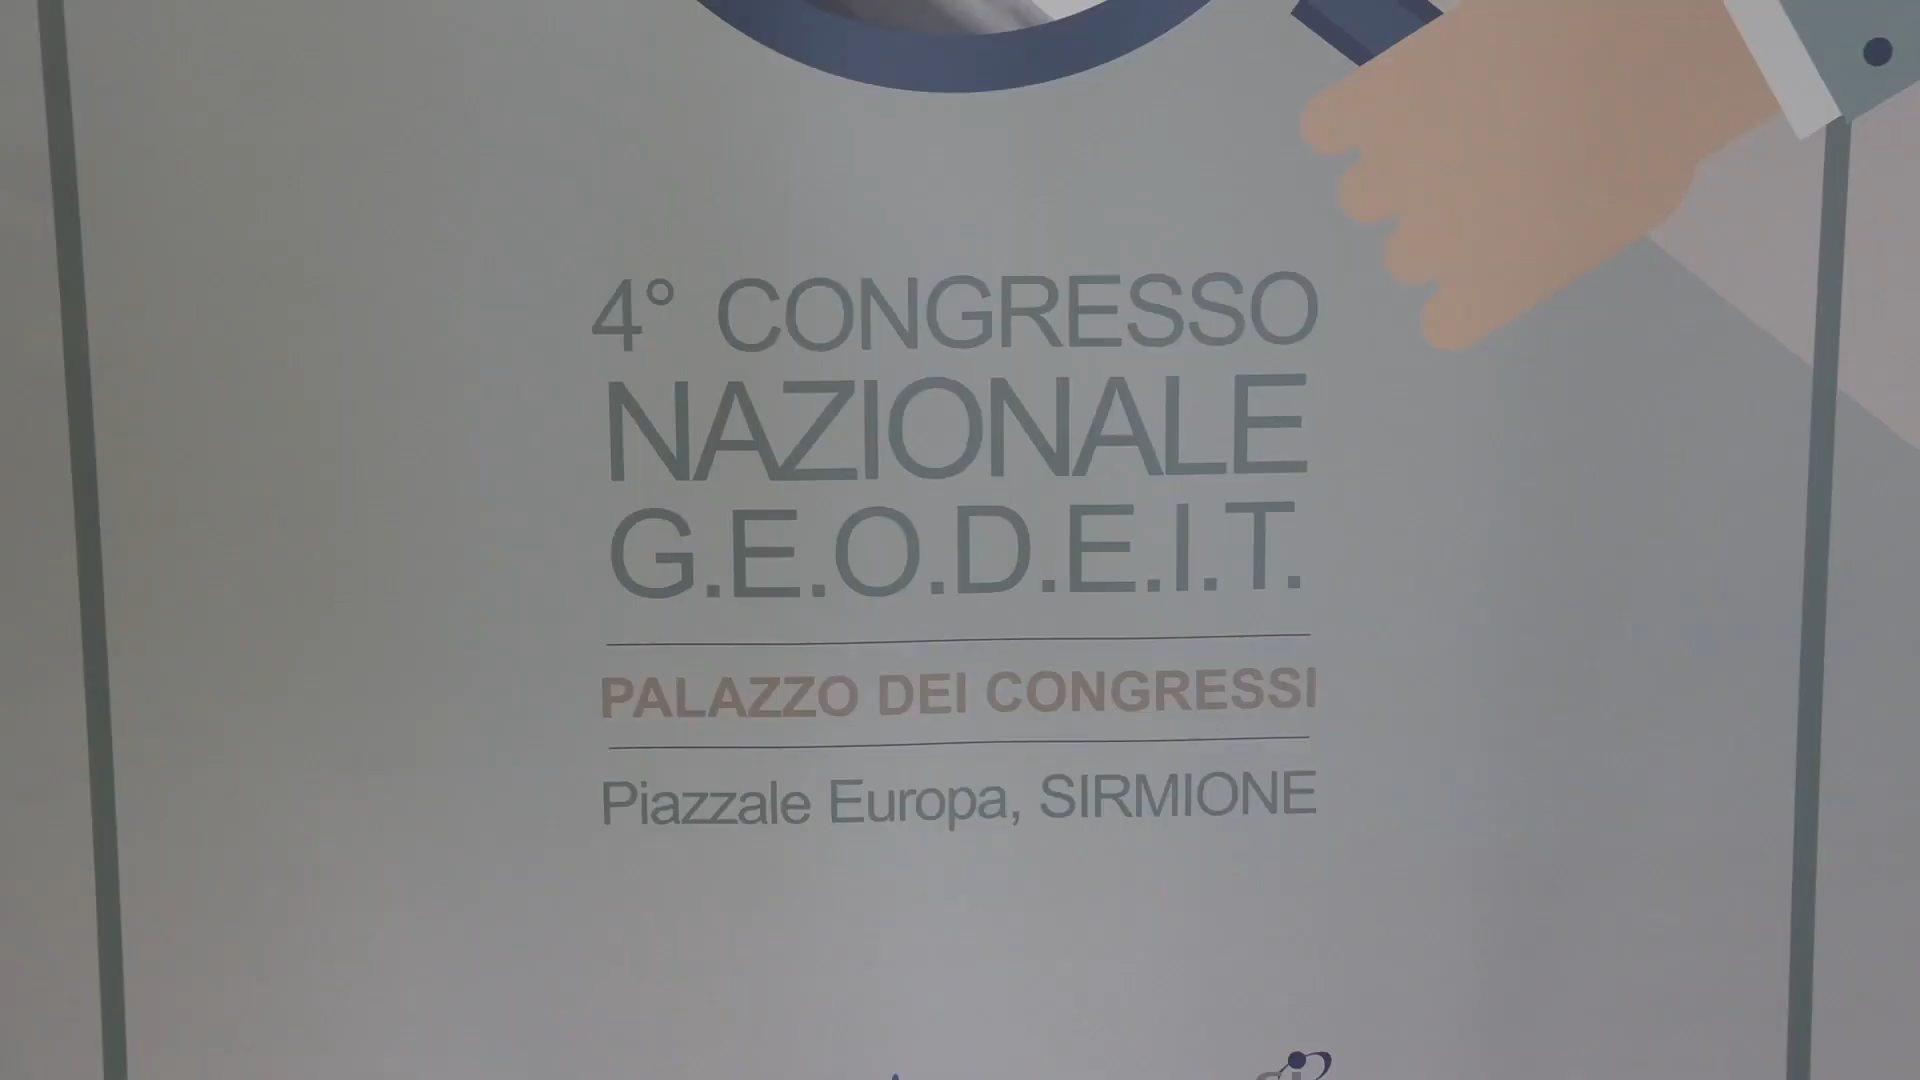 4° CONGRESSO
NAZIONALE
G.E.O.D.E.I.T.
PALAZZO DEI CONGRESSI
Piazzale Europa, SIRMIONE